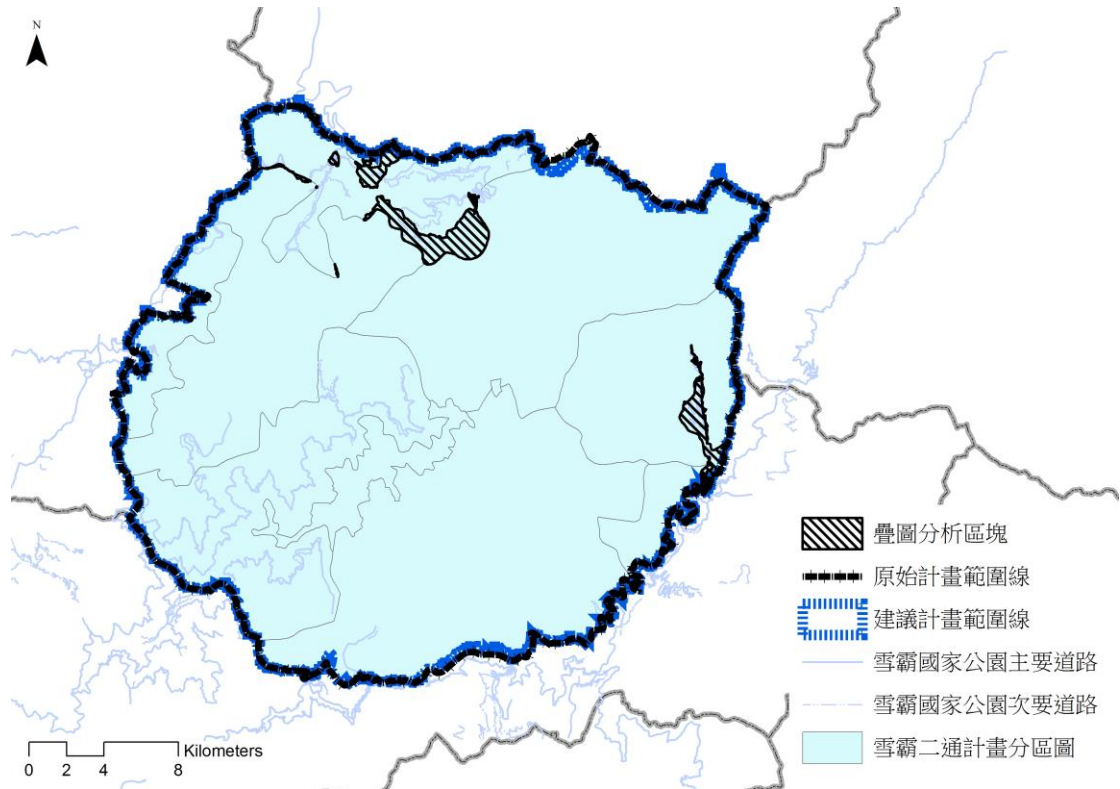 N
疊圖分析區塊
原始計畫範圍線
建議計畫範圍線
雪霸國家公園主要道路
雪霸國家公園次要道路
雪霸二通計畫分區圖
Kilometers
0 2 4 8